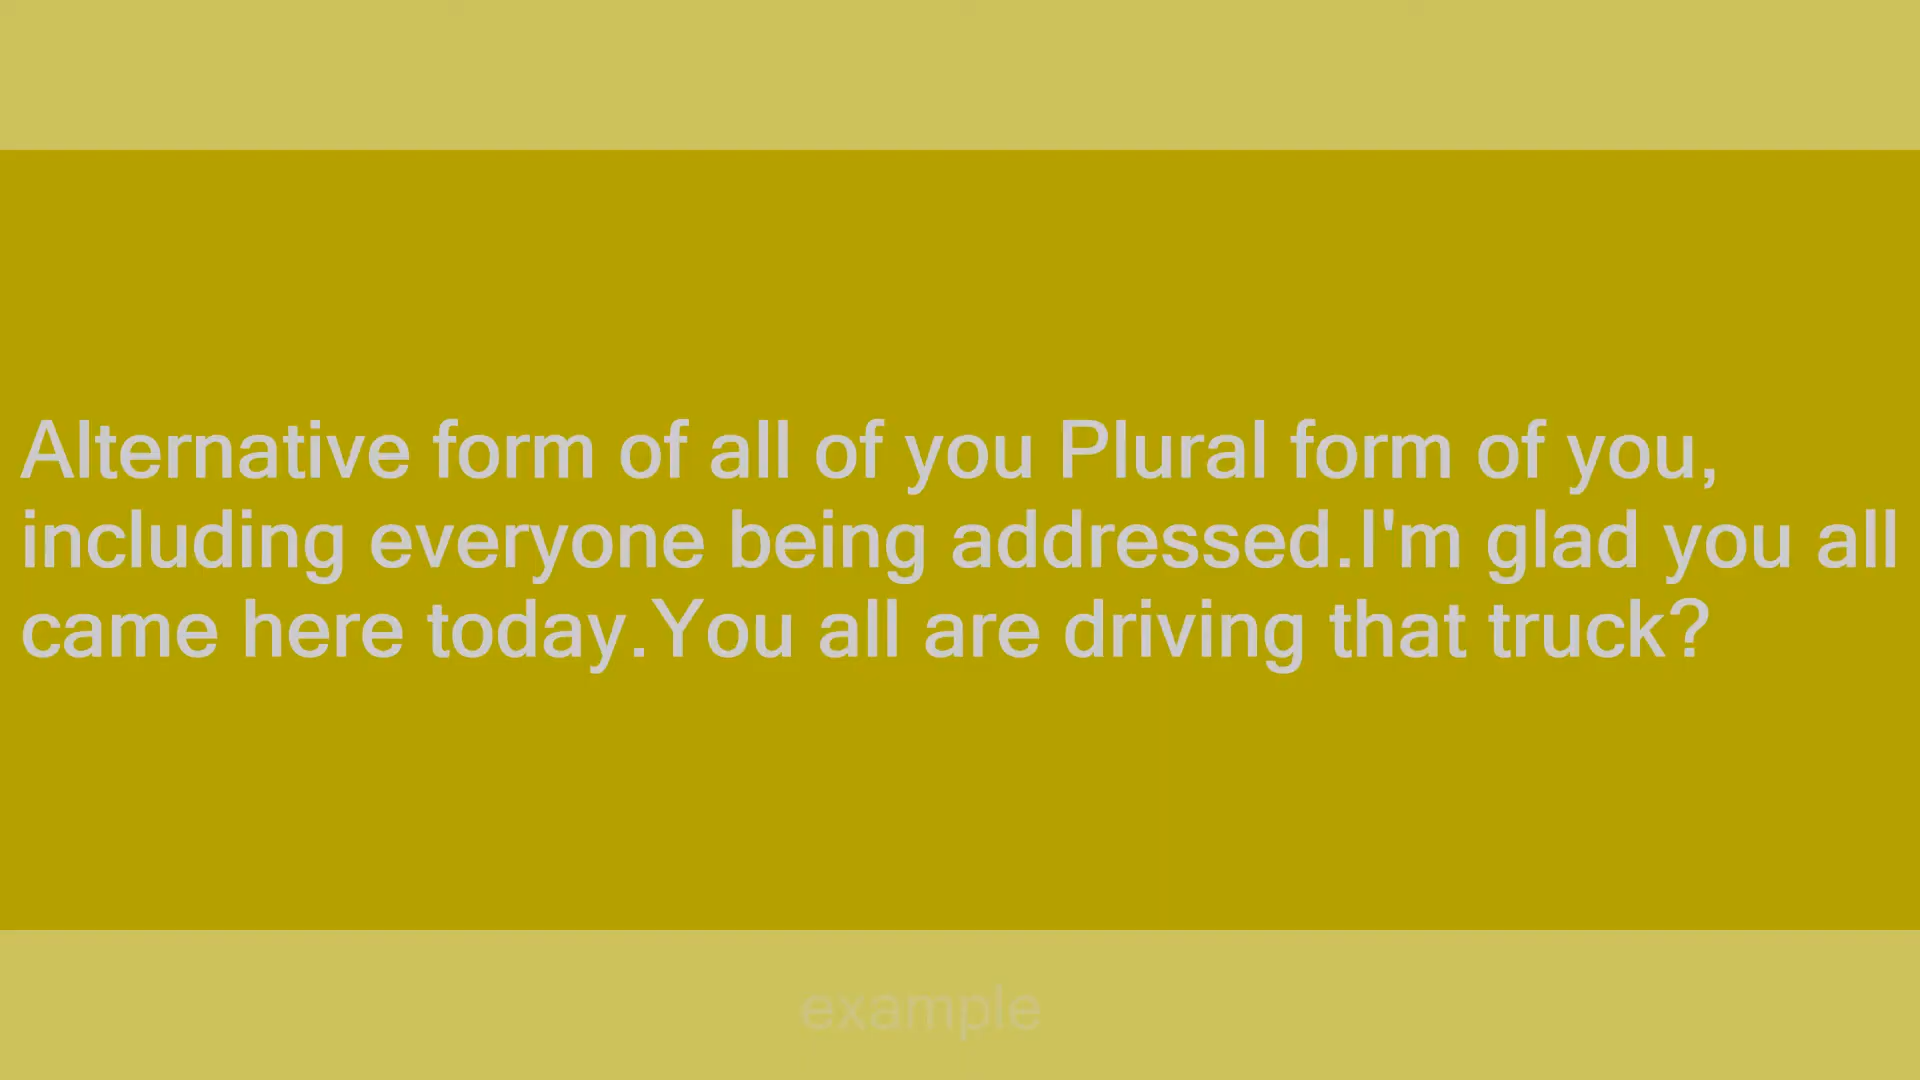 Alternative form of all of you Plural form of you,
including everyone being addressed.I'm glad you all
came here today.You all are driving that truck?
example